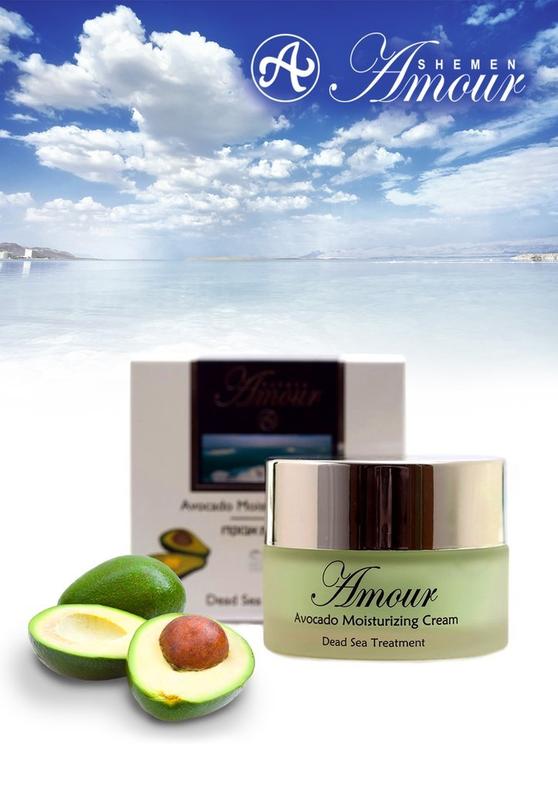 SHEMEN
Amour
Amour
Avocado Mois
Dead Sea
Amour
Avocado Moisturizing Cream
Dead Sea Treatment